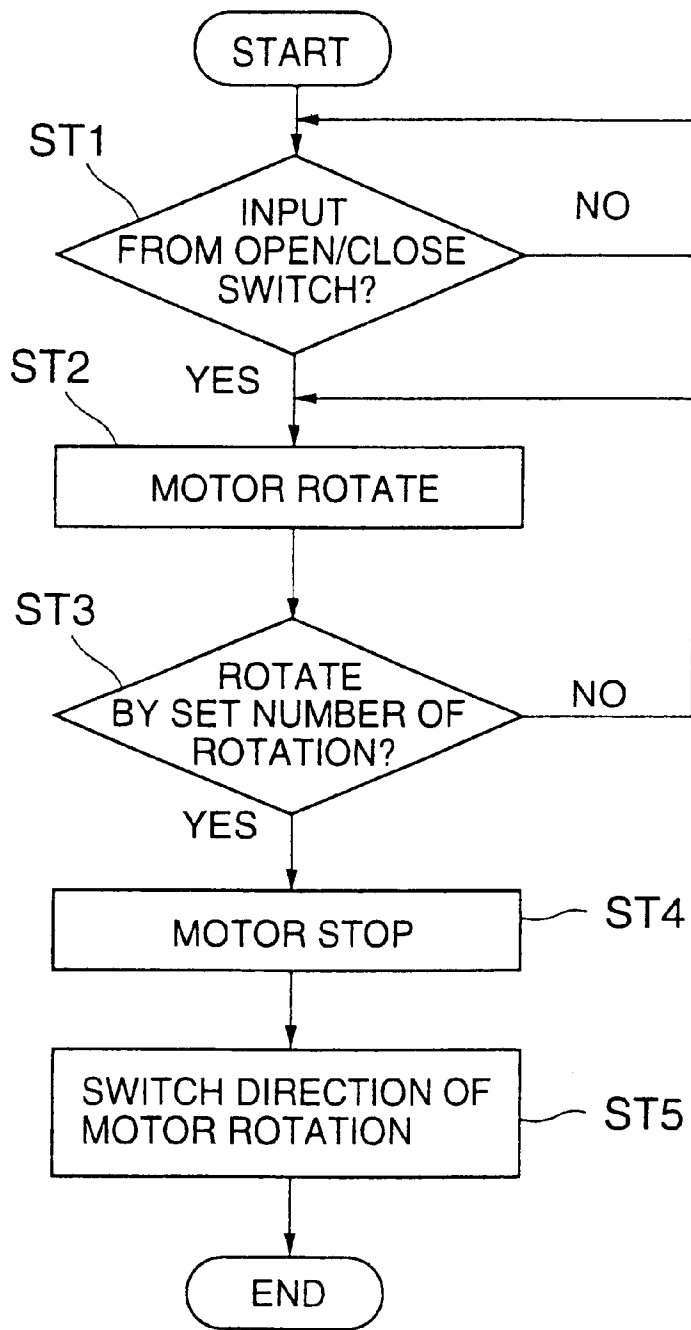 START
ST1
INPUT
FROM OPEN/CLOSE
SWITCH?
NO
YES
ST2
MOTOR ROTATE
ST3
ROTATE
BY SET NUMBER OF
ROTATION?
NO
YES
MOTOR STOP
ST4
SWITCH DIRECTION OF
MOTOR ROTATION
ST5
END